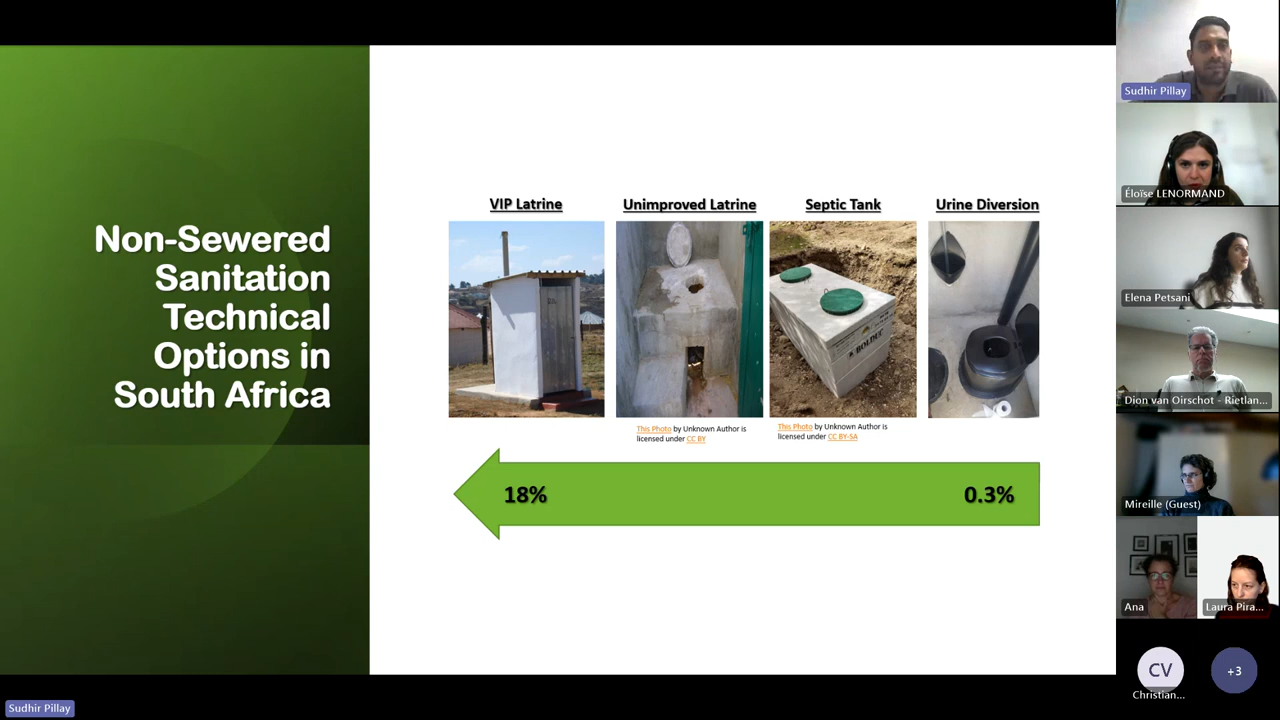 Non-Sewered
Sanitation
Technical
Options in
South Africa
VIP Latrine
Unimproved Latrine
Septic Tank
Urine Diversion
BOLDUC
This Photo by Unknown Author is
licensed under CC BY
This Photo by Unknown Author is
licensed under CC BY-SA
18%
0.3%
Sudhir Pillay
Éloïse LENORMAND
Elena Petsani
Dion van Oirschot - Rietlan...
Mireille (Guest)
Ana
Laura Pira...
CV
Christian...
+3
Sudhir Pillay